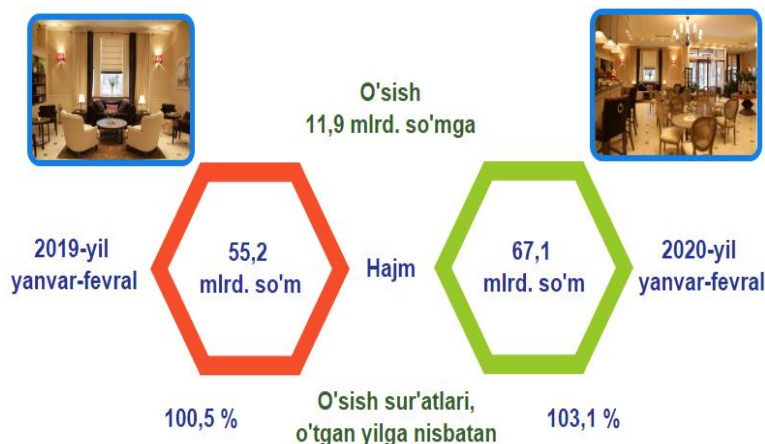 O'sish
11,9 mlrd. so'mga
2019-yil
yanvar-fevral
55,2
mlrd. so'm
Hajm
67,1
mlrd. so'm
2020-yil
yanvar-fevral
100,5 %
O'sish sur'atlari,
o'tgan yilga nisbatan
103,1 %